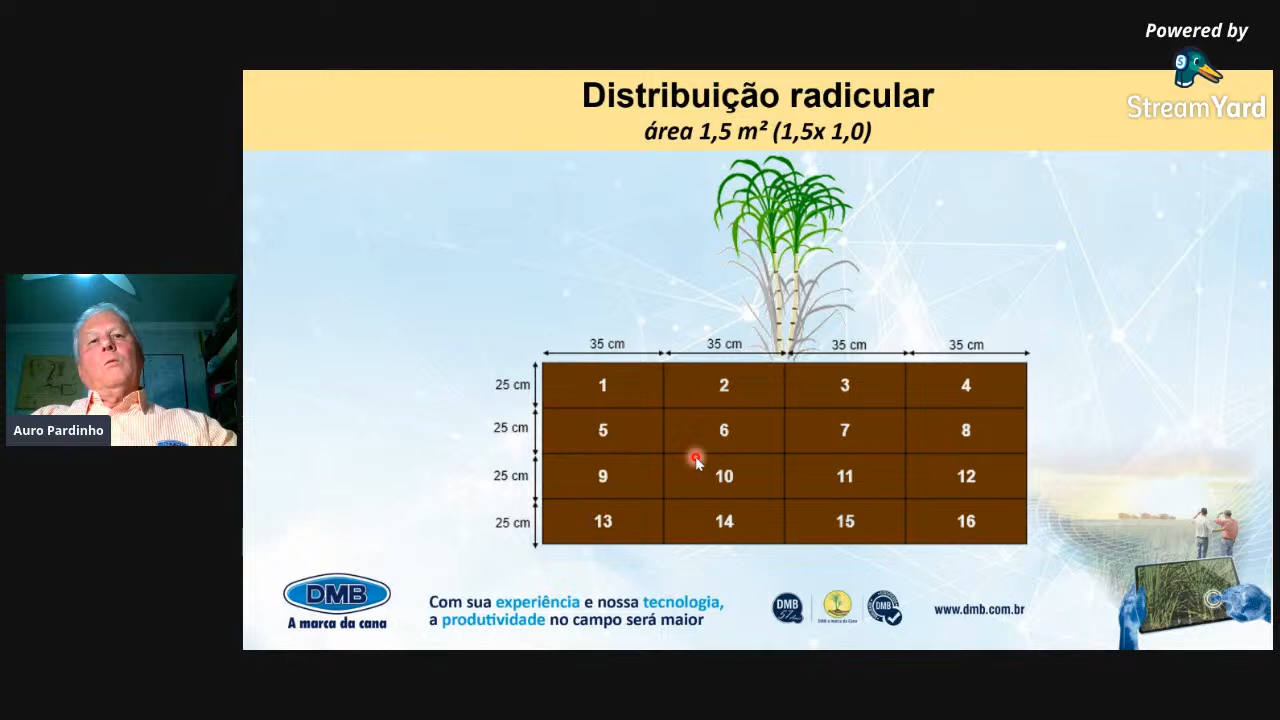 Powered by
StreamYard
Distribuição radicular
área 1,5 m² (1,5x 1,0)
35 cm 35 cm 35 cm 35 cm
25 cm 1 2 3 4
25 cm 5 6 7 8
25 cm 9 10 11 12
25 cm 13 14 15 16
Auro Pardinho
DMB
A marca da cana
Com sua experiência e nossa tecnologia,
a produtividade no campo será maior
DMB
DMB
www.dmb.com.br